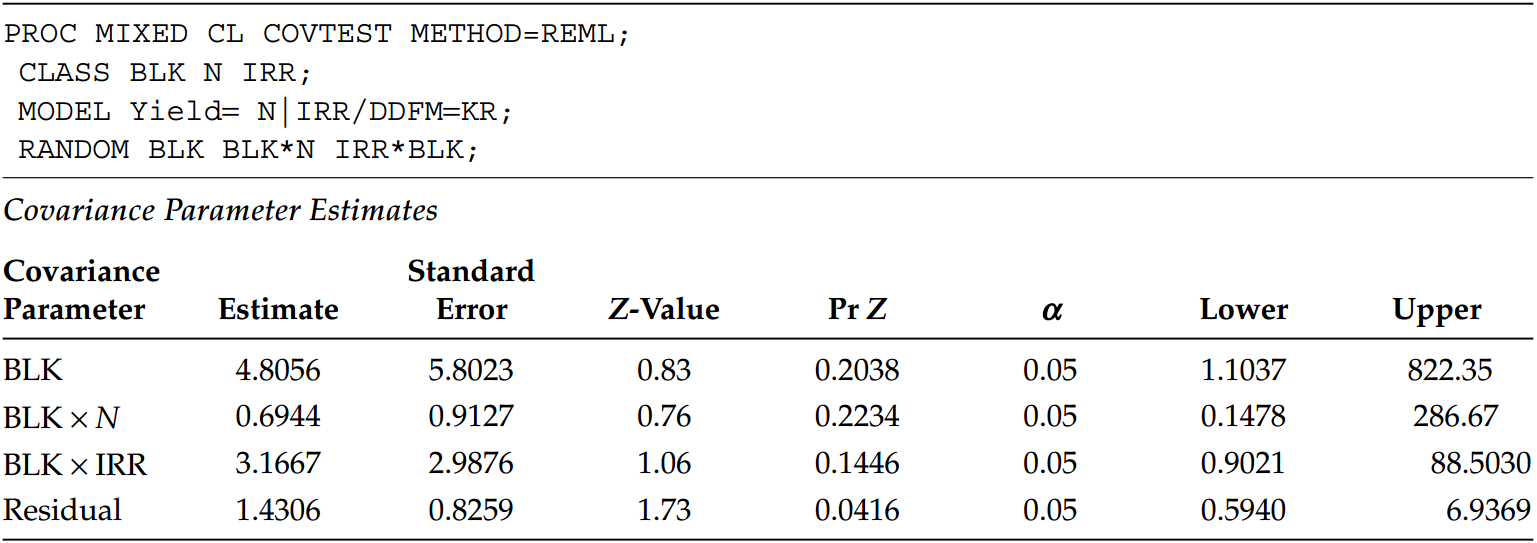 PROC MIXED CL COVTEST METHOD=REML;
CLASS BLK N IRR;
MODEL Yield= N|IRR/DDFM=KR;
RANDOM BLK BLK*N IRR*BLK;
Covariance Parameter Estimates
Covariance Parameter Estimate Standard Error Z-Value Pr Z α Lower Upper
BLK 4.8056 5.8023 0.83 0.2038 0.05 1.1037 822.35
BLK × N 0.6944 0.9127 0.76 0.2234 0.05 0.1478 286.67
BLK × IRR 3.1667 2.9876 1.06 0.1446 0.05 0.9021 88.5030
Residual 1.4306 0.8259 1.73 0.0416 0.05 0.5940 6.9369